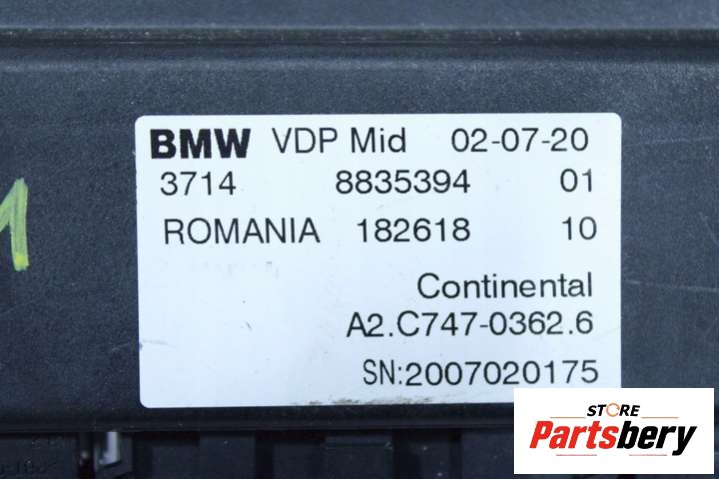 BMW VDP Mid 02-07-20
3714 8835394 01
ROMANIA 182618 10
Continental
A2.C747-0362.6
SN:2007020175
1
STORE
Partsbery